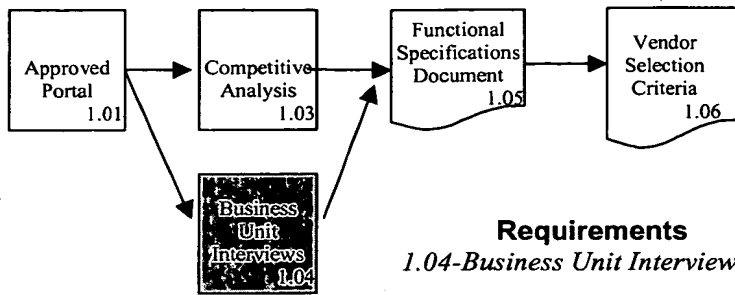 Approved
Portal
1.01
Competitive
Analysis
1.03
Functional
Specifications
Document
1.05
Vendor
Selection
Criteria
1.06
Business
Unit
Interviews
1.04
Requirements
1.04-Business Unit Interview